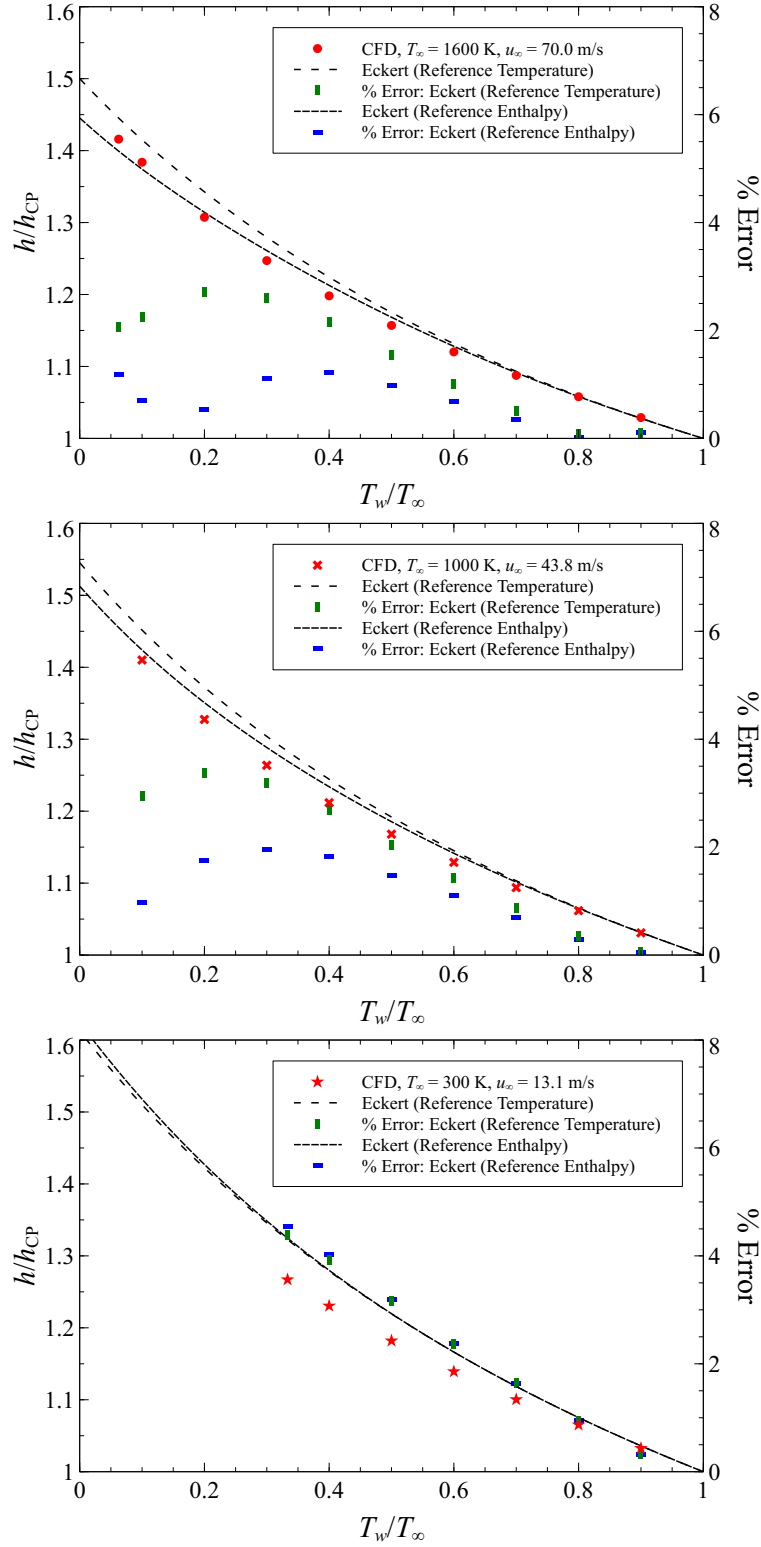 1.6
1.5
1.4
1.3
1.2
1.1
1
h/h_CP
8
6
4
2
0
% Error
CFD, T∞ = 1600 K, u∞ = 70.0 m/s
Eckert (Reference Temperature)
% Error: Eckert (Reference Temperature)
Eckert (Reference Enthalpy)
% Error: Eckert (Reference Enthalpy)
0 0.2 0.4 0.6 0.8 1
T_w/T∞
1.6
1.5
1.4
1.3
1.2
1.1
1
h/h_CP
8
6
4
2
0
% Error
CFD, T∞ = 1000 K, u∞ = 43.8 m/s
Eckert (Reference Temperature)
% Error: Eckert (Reference Temperature)
Eckert (Reference Enthalpy)
% Error: Eckert (Reference Enthalpy)
0 0.2 0.4 0.6 0.8 1
T_w/T∞
1.6
1.5
1.4
1.3
1.2
1.1
1
h/h_CP
8
6
4
2
0
% Error
CFD, T∞ = 300 K, u∞ = 13.1 m/s
Eckert (Reference Temperature)
% Error: Eckert (Reference Temperature)
Eckert (Reference Enthalpy)
% Error: Eckert (Reference Enthalpy)
0 0.2 0.4 0.6 0.8 1
T_w/T∞